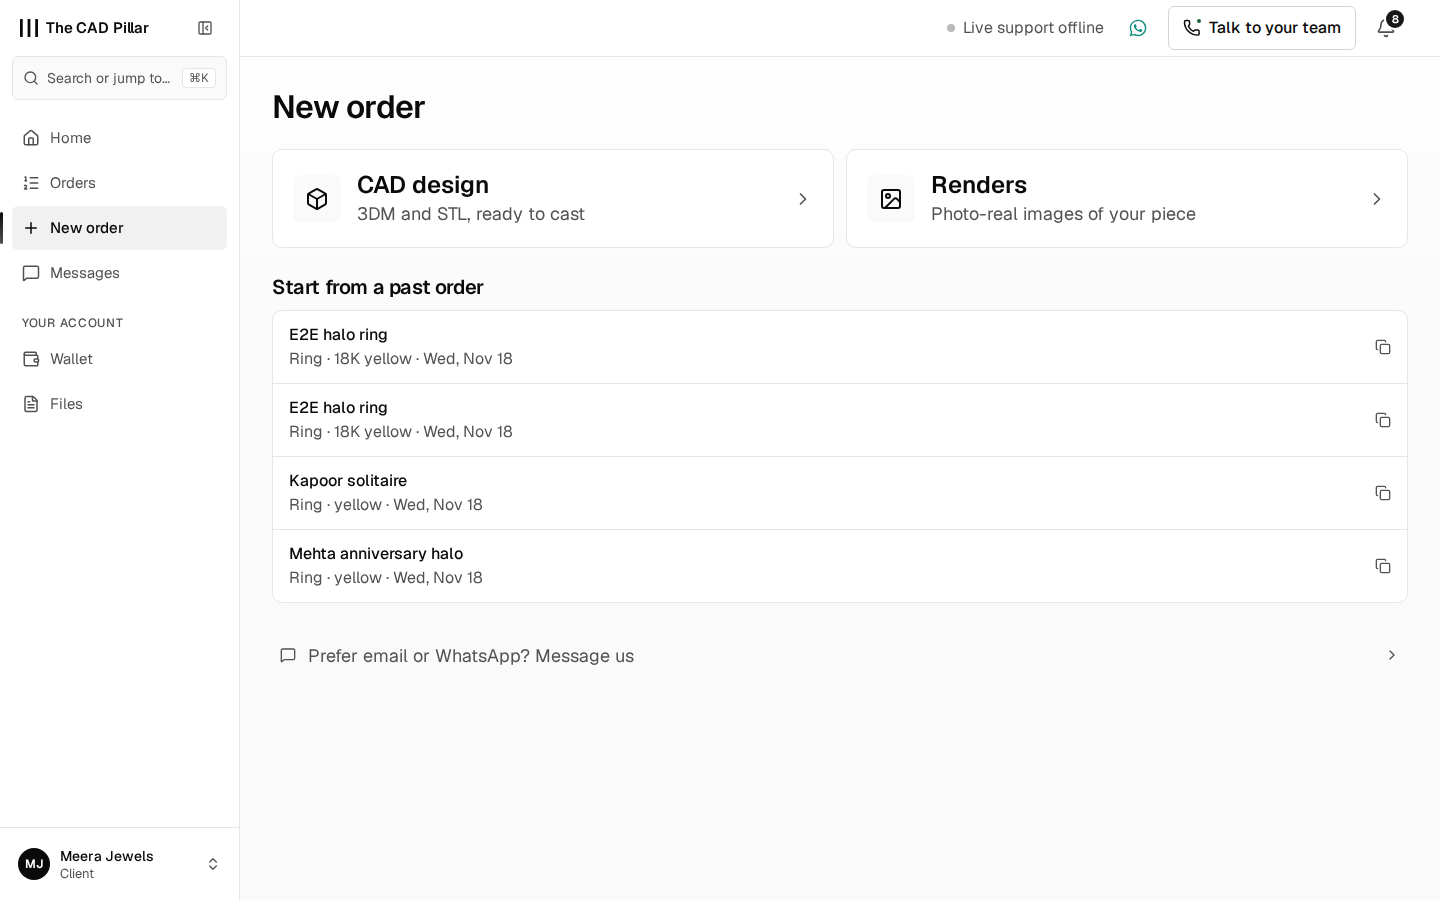 The CAD Pillar
Search or jump to... ⌘K
Home
Orders
New order
Messages
YOUR ACCOUNT
Wallet
Files
MJ
Meera Jewels
Client
Live support offline
Talk to your team
8
New order
CAD design
3DM and STL, ready to cast
Renders
Photo-real images of your piece
Start from a past order
E2E halo ring
Ring · 18K yellow · Wed, Nov 18
E2E halo ring
Ring · 18K yellow · Wed, Nov 18
Kapoor solitaire
Ring · yellow · Wed, Nov 18
Mehta anniversary halo
Ring · yellow · Wed, Nov 18
Prefer email or WhatsApp? Message us